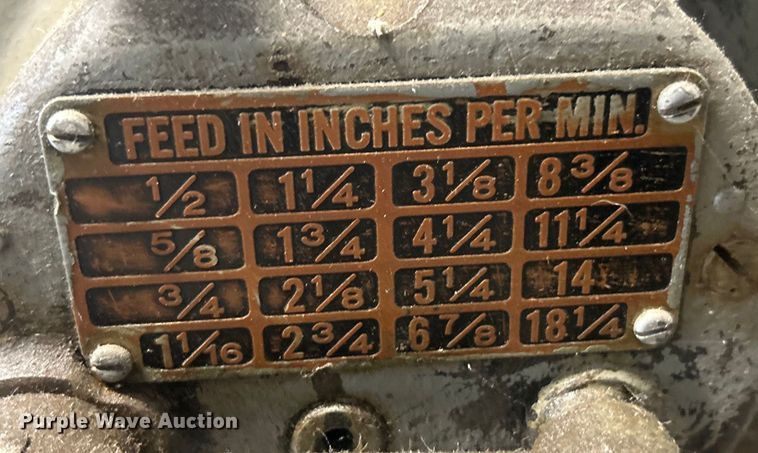 FEED IN INCHES PER MIN.
1/2 1 1/4 3 1/8 8 3/8
5/8 1 3/4 4 1/4 11 1/4
3/4 2 1/8 5 1/4 14
1 1/16 2 3/4 6 7/8 18 1/4
Purple Wave Auction